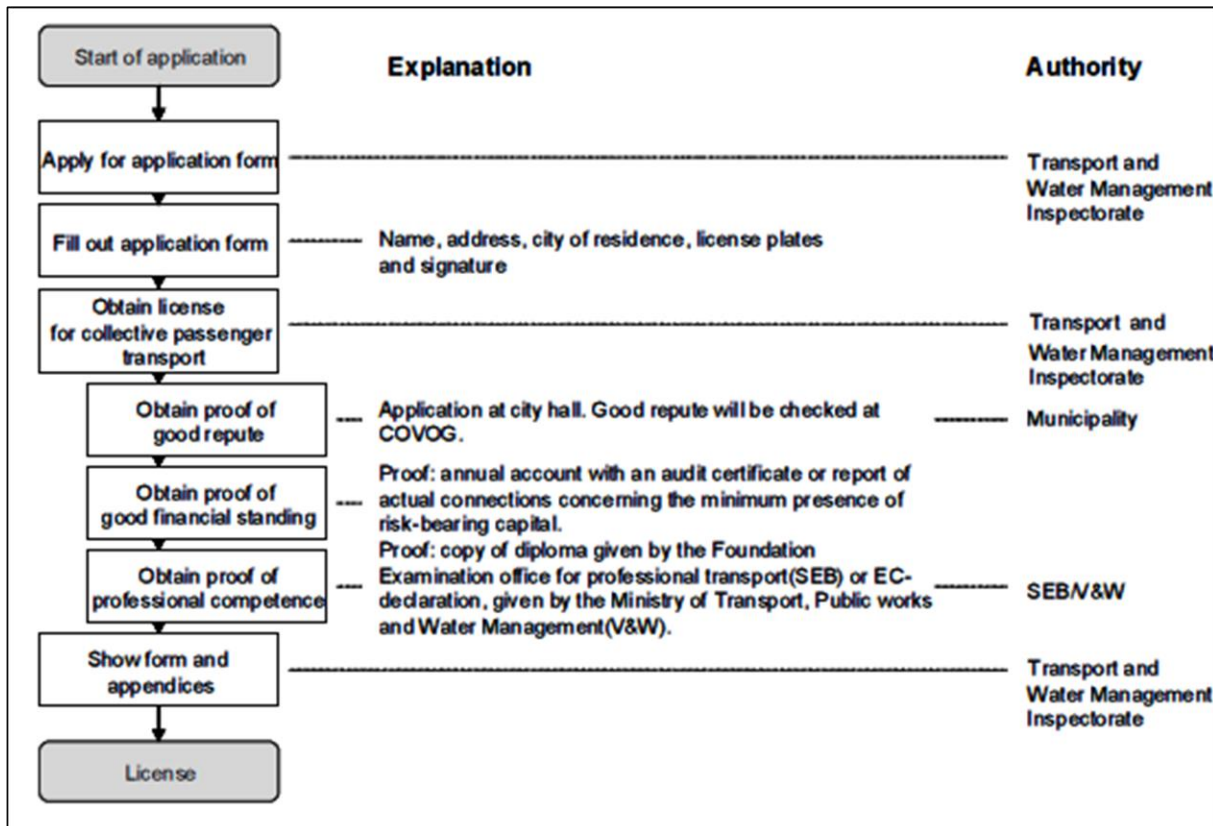 Start of application
Explanation
Authority
Apply for application form
Transport and
Water Management
Inspectorate
Fill out application form
Name, address, city of residence, license plates
and signature
Obtain license
for collective passenger
transport
Transport and
Water Management
Inspectorate
Obtain proof of
good repute
Application at city hall. Good repute will be checked at
COVOG.
Municipality
Obtain proof of
good financial standing
Proof: annual account with an audit certificate or report of
actual connections concerning the minimum presence of
risk-bearing capital.
Obtain proof of
professional competence
Proof: copy of diploma given by the Foundation
Examination office for professional transport(SEB) or EC-
declaration, given by the Ministry of Transport, Public works
and Water Management(V&W).
SEB/V&W
Show form and
appendices
Transport and
Water Management
Inspectorate
License